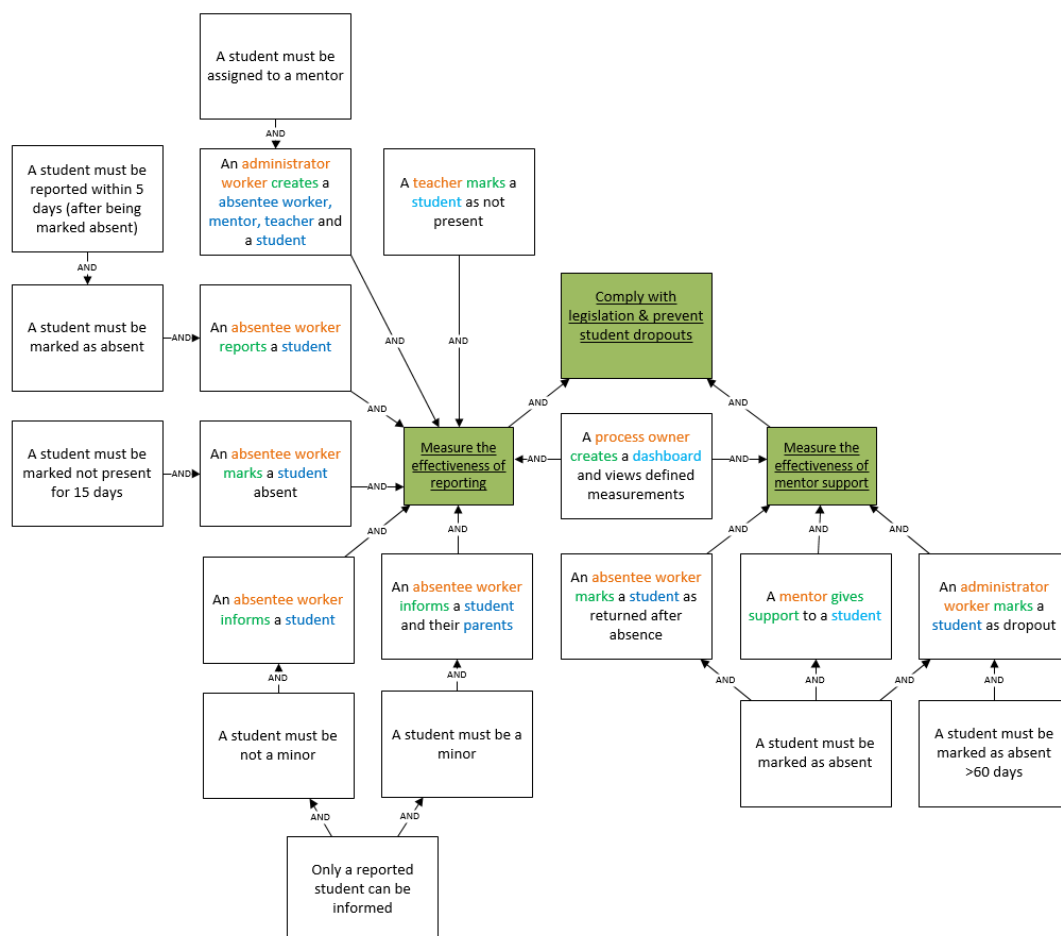 A student must be
assigned to a mentor
AND
A student must be
reported within 5
days (after being
marked absent)
An administrator
worker creates a
absentee worker,
mentor, teacher and
a student
A teacher marks a
student as not
present
AND
AND
AND
A student must be
marked as absent
AND
An absentee worker
reports a student
Comply with
legislation & prevent
student dropouts
AND
AND
AND
A student must be
marked not present
for 15 days
AND
An absentee worker
marks a student
absent
AND
Measure the
effectiveness of
reporting
AND
A process owner
creates a dashboard
and views defined
measurements
AND
Measure the
effectiveness of
mentor support
AND
AND
AND
AND
AND
An absentee worker
informs a student
An absentee worker
informs a student
and their parents
An absentee worker
marks a student as
returned after
absence
A mentor gives
support to a student
An administrator
worker marks a
student as dropout
AND
AND
AND
AND
AND
AND
A student must be
not a minor
A student must be a
minor
A student must be
marked as absent
A student must be
marked as absent
>60 days
AND
AND
Only a reported
student can be
informed